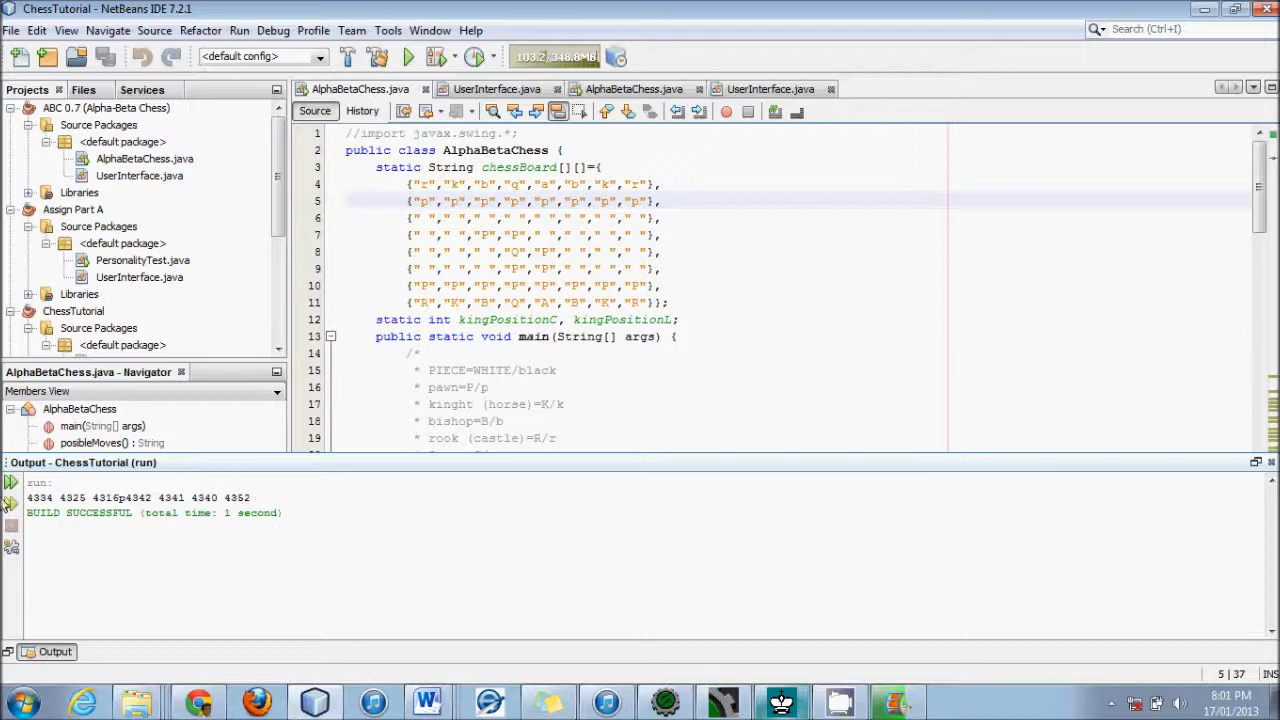 ChessTutorial - NetBeans IDE 7.2.1
File Edit View Navigate Source Refactor Run Debug Profile Team Tools Window Help
Search (Ctrl+I)
<default config>
103.2/348.8MB
Projects Files Services
AlphaBetaChess.java UserInterface.java AlphaBetaChess.java UserInterface.java
Source History
ABC 0.7 (Alpha-Beta Chess)
Source Packages
<default package>
AlphaBetaChess.java
UserInterface.java
Libraries
Assign Part A
Source Packages
<default package>
PersonalityTest.java
UserInterface.java
Libraries
ChessTutorial
Source Packages
<default package>
AlphaBetaChess.java - Navigator
Members View
AlphaBetaChess
main(String[] args)
posibleMoves() : String
1 //import javax.swing.*;
2 public class AlphaBetaChess {
3 static String chessBoard[][]={
4 {"r","k","b","q","a","b","k","r"},
5 {"p","p","p","p","p","p","p","p"},
6 {" "," "," "," "," "," "," "," "},
7 {" "," ","P","P"," "," "," "," "},
8 {" "," "," ","Q","P"," "," "," "},
9 {" "," "," ","P","P"," "," "," "},
10 {"P","P","P","P","P","P","P","P"},
11 {"R","K","B","Q","A","B","K","R"}};
12 static int kingPositionC, kingPositionL;
13 public static void main(String[] args) {
14 /*
15 * PIECE=WHITE/black
16 * pawn=P/p
17 * kinght (horse)=K/k
18 * bishop=B/b
19 * rook (castle)=R/r
Output - ChessTutorial (run)
run:
4334 4325 4316p4342 4341 4340 4352
BUILD SUCCESSFUL (total time: 1 second)
Output
5 | 37 INS
8:01 PM
17/01/2013